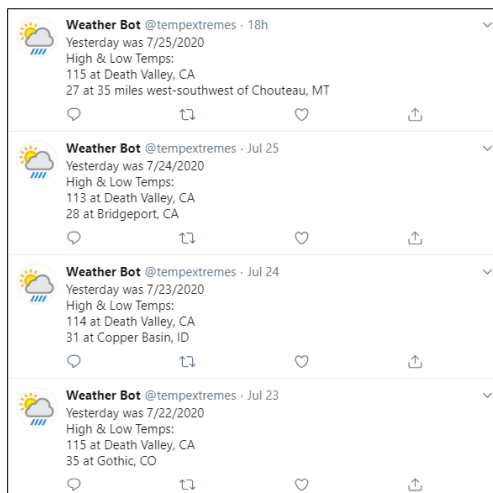 Weather Bot @tempextremes · 18h
Yesterday was 7/25/2020
High & Low Temps:
115 at Death Valley, CA
27 at 35 miles west-southwest of Chouteau, MT
Weather Bot @tempextremes · Jul 25
Yesterday was 7/24/2020
High & Low Temps:
113 at Death Valley, CA
28 at Bridgeport, CA
Weather Bot @tempextremes · Jul 24
Yesterday was 7/23/2020
High & Low Temps:
114 at Death Valley, CA
31 at Copper Basin, ID
Weather Bot @tempextremes · Jul 23
Yesterday was 7/22/2020
High & Low Temps:
115 at Death Valley, CA
35 at Gothic, CO